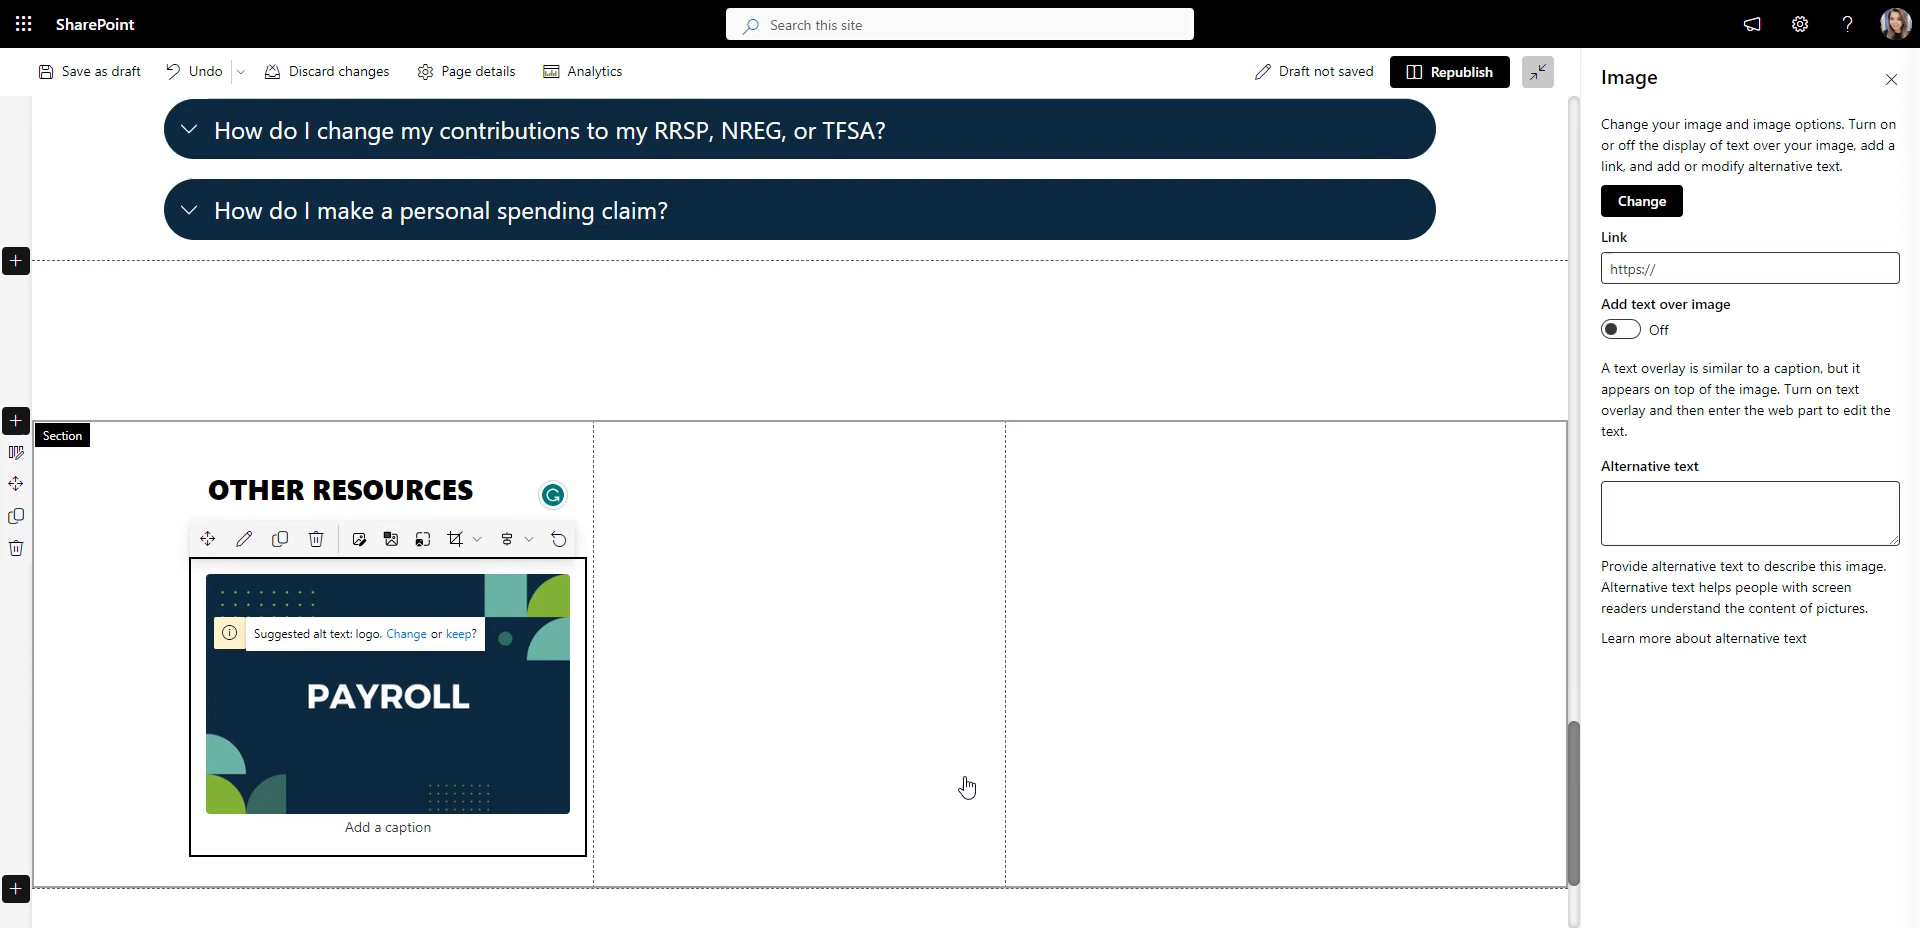 SharePoint
Search this site
Save as draft
Undo
Discard changes
Page details
Analytics
Draft not saved
Republish
How do I change my contributions to my RRSP, NREG, or TFSA?
How do I make a personal spending claim?
Section
OTHER RESOURCES
Suggested alt text: logo. Change or keep?
PAYROLL
Add a caption
Image
Change your image and image options. Turn on
or off the display of text over your image, add a
link, and add or modify alternative text.
Change
Link
https://
Add text over image
Off
A text overlay is similar to a caption, but it
appears on top of the image. Turn on text
overlay and then enter the web part to edit the
text.
Alternative text
Provide alternative text to describe this image.
Alternative text helps people with screen
readers understand the content of pictures.
Learn more about alternative text